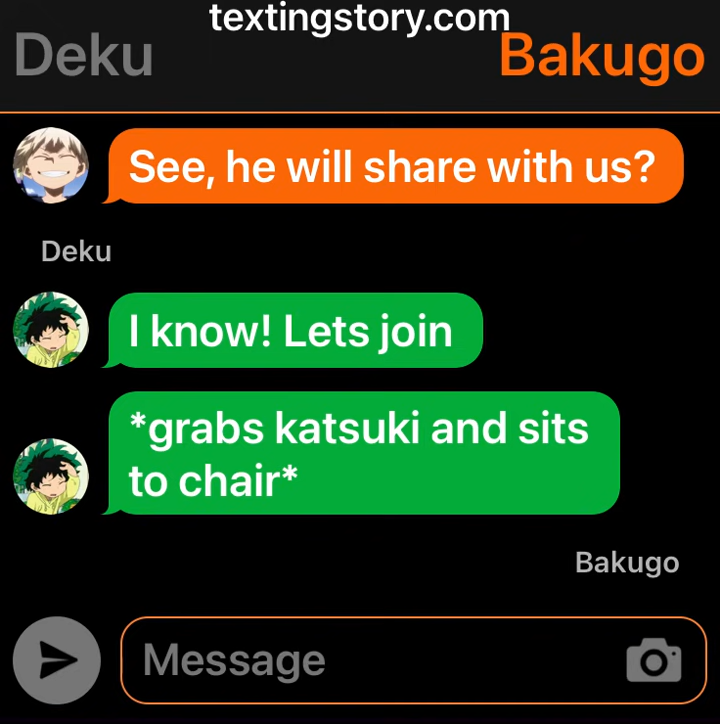 textingstory.com
Deku
Bakugo
See, he will share with us?
Deku
I know! Lets join
*grabs katsuki and sits
to chair*
Bakugo
Message